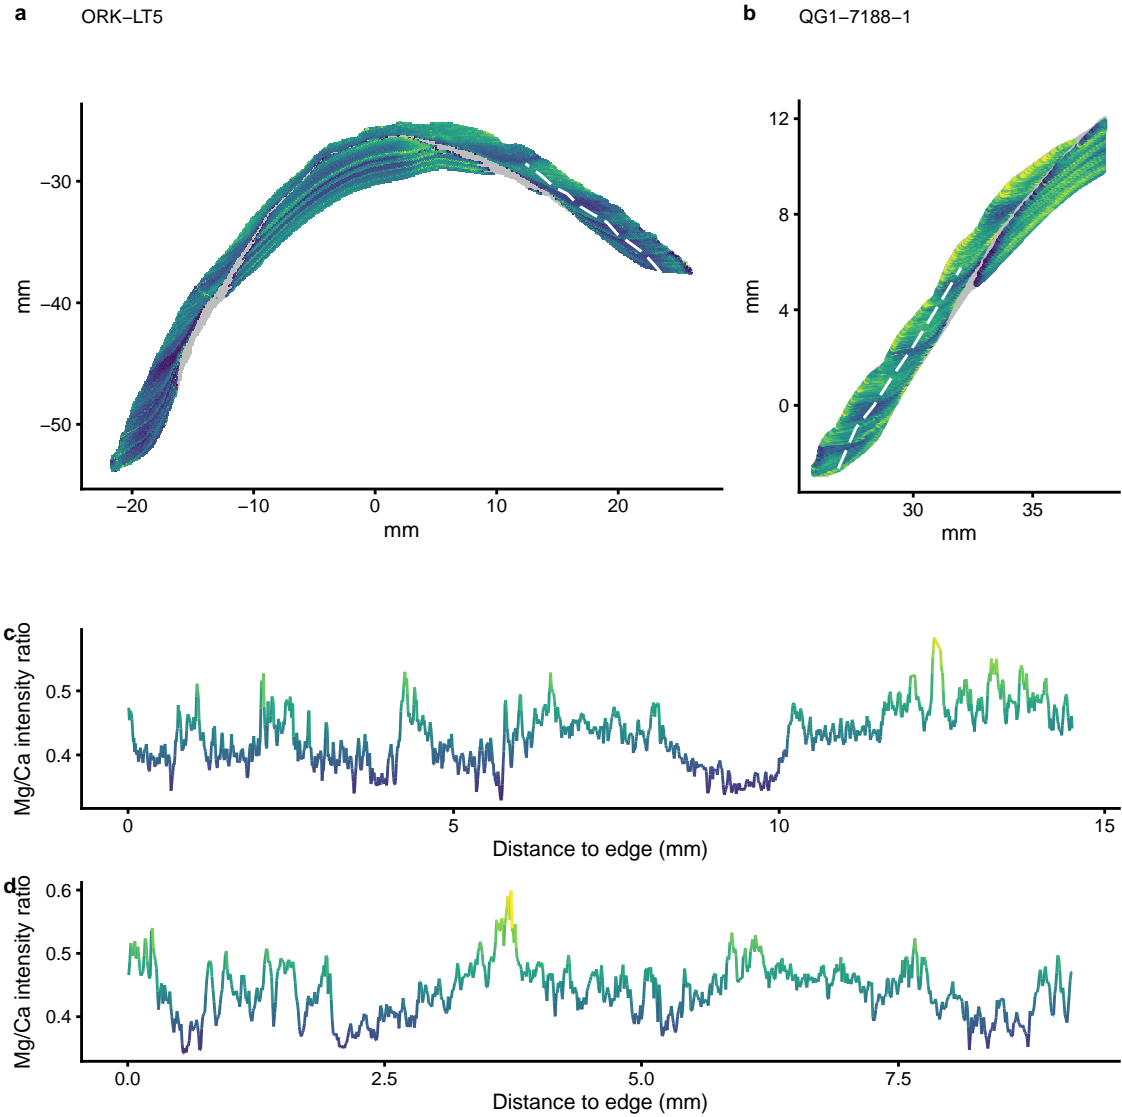 a ORK−LT5
b QG1−7188−1
−30
−40
−50
mm
−20 −10 0 10 20
mm
12
8
4
0
mm
30 35
mm
c
Mg/Ca intensity ratio
0.5
0.4
0 5 10 15
Distance to edge (mm)
d
Mg/Ca intensity ratio
0.6
0.5
0.4
0.0 2.5 5.0 7.5
Distance to edge (mm)